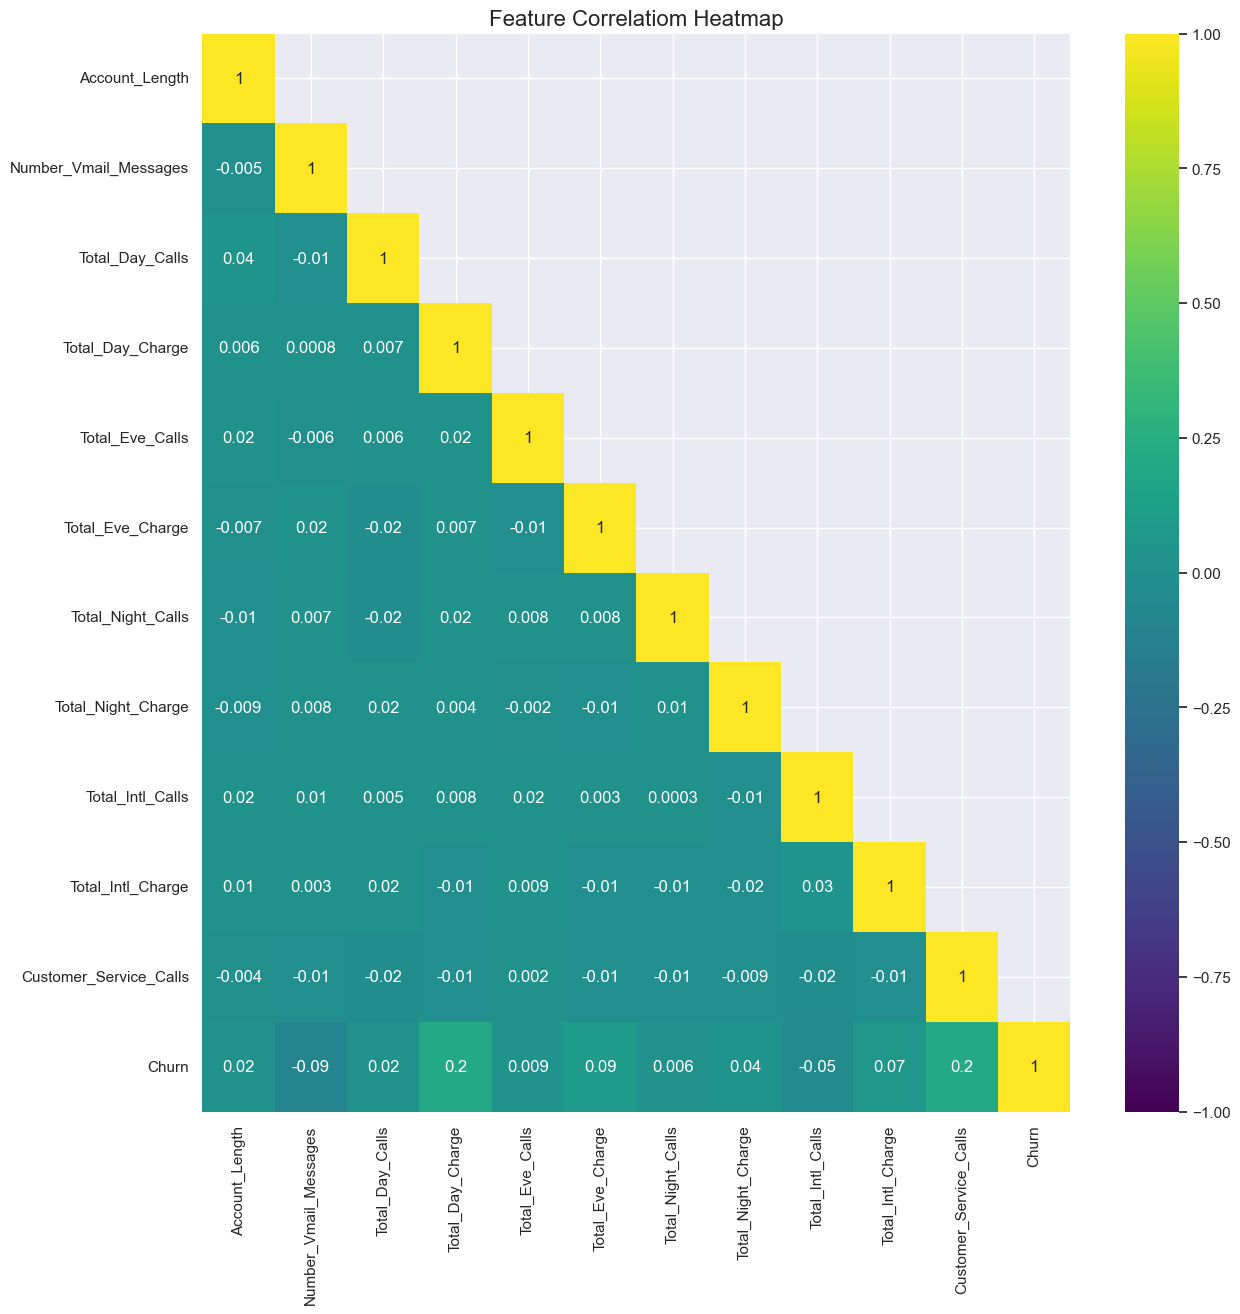 Feature Correlatiom Heatmap
Account_Length 1
Number_Vmail_Messages -0.005 1
Total_Day_Calls 0.04 -0.01 1
Total_Day_Charge 0.006 0.0008 0.007 1
Total_Eve_Calls 0.02 -0.006 0.006 0.02 1
Total_Eve_Charge -0.007 0.02 -0.02 0.007 -0.01 1
Total_Night_Calls -0.01 0.007 -0.02 0.02 0.008 0.008 1
Total_Night_Charge -0.009 0.008 0.02 0.004 -0.002 -0.01 0.01 1
Total_Intl_Calls 0.02 0.01 0.005 0.008 0.02 0.003 0.0003 -0.01 1
Total_Intl_Charge 0.01 0.003 0.02 -0.01 0.009 -0.01 -0.01 -0.02 0.03 1
Customer_Service_Calls -0.004 -0.01 -0.02 -0.01 0.002 -0.01 -0.01 -0.009 -0.02 -0.01 1
Churn 0.02 -0.09 0.02 0.2 0.009 0.09 0.006 0.04 -0.05 0.07 0.2 1
Account_Length
Number_Vmail_Messages
Total_Day_Calls
Total_Day_Charge
Total_Eve_Calls
Total_Eve_Charge
Total_Night_Calls
Total_Night_Charge
Total_Intl_Calls
Total_Intl_Charge
Customer_Service_Calls
Churn
1.00
0.75
0.50
0.25
0.00
−0.25
−0.50
−0.75
−1.00